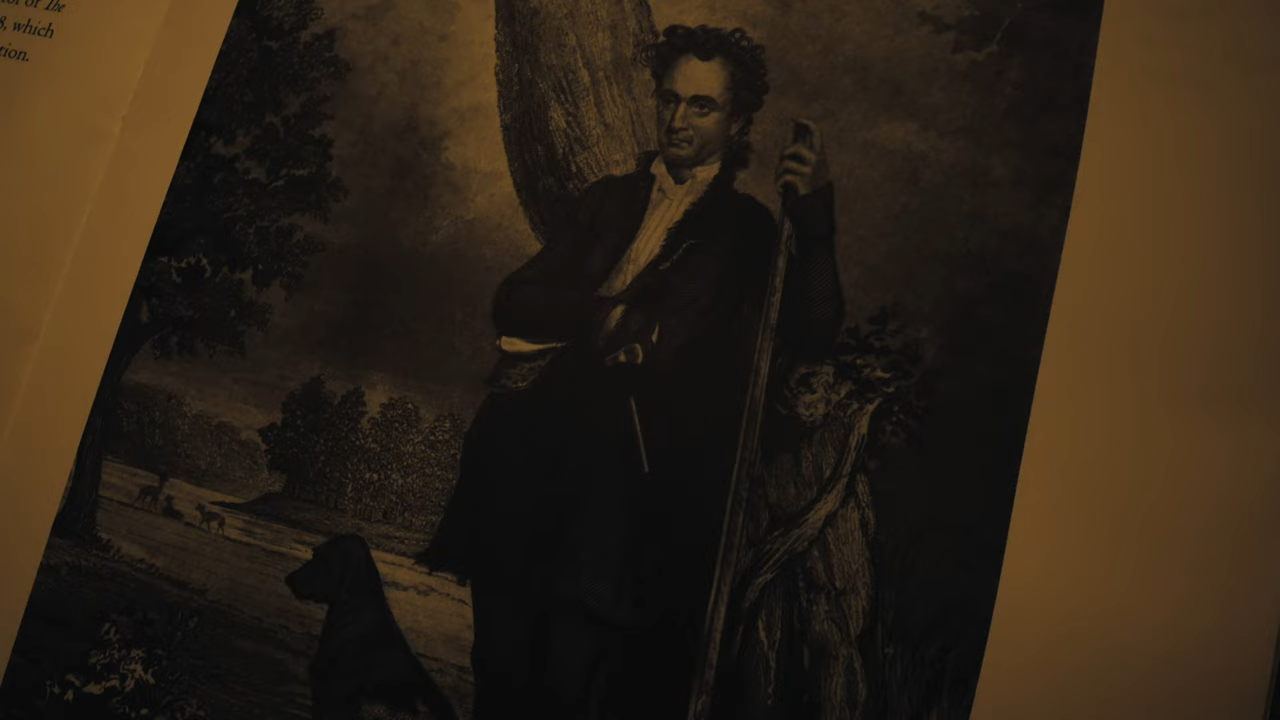 of The
8, which
tion.